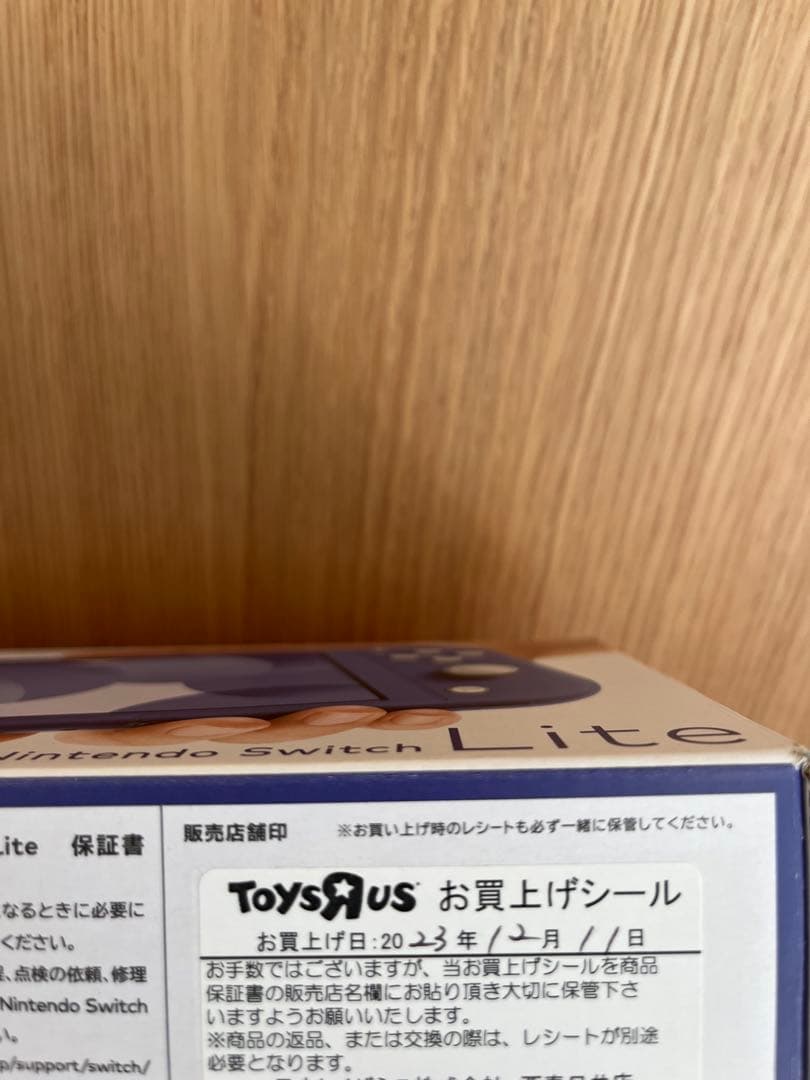 Nintendo Switch Lite
Lite 保証書
販売店舗印
※お買い上げ時のレシートも必ず一緒に保管してください。
なるときに必要に
ください。
点検の依頼、修理
Nintendo Switch
い。
p/support/switch/
TOYSЯUS お買上げシール
お買上げ日:2023年12月11日
お手数ではございますが、当お買上げシールを商品
保証書の販売店名欄にお貼り頂き大切に保管下さ
いますようお願いいたします。
※商品の返品、または交換の際は、レシートが別途
必要となります。